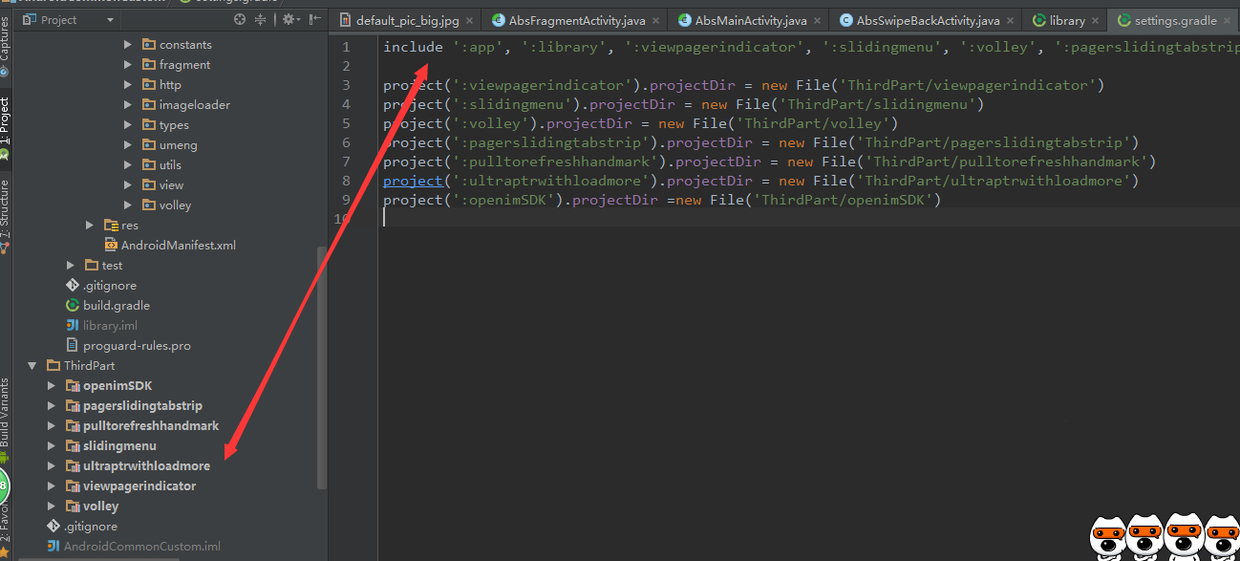 Project
default_pic_big.jpg
AbsFragmentActivity.java
AbsMainActivity.java
AbsSwipeBackActivity.java
library
settings.gradle
Captures
1: Project
7: Structure
Build Variants
constants
fragment
http
imageloader
types
umeng
utils
view
volley
res
AndroidManifest.xml
test
.gitignore
build.gradle
library.iml
proguard-rules.pro
ThirdPart
openimSDK
pagerslidingtabstrip
pulltorefreshhandmark
slidingmenu
ultraptrwithloadmore
viewpagerindicator
volley
.gitignore
AndroidCommonCustom.iml
1 include ':app', ':library', ':viewpagerindicator', ':slidingmenu', ':volley', ':pagerslidingtabstrip
2
3 project(':viewpagerindicator').projectDir = new File('ThirdPart/viewpagerindicator')
4 project(':slidingmenu').projectDir = new File('ThirdPart/slidingmenu')
5 project(':volley').projectDir = new File('ThirdPart/volley')
6 project(':pagerslidingtabstrip').projectDir = new File('ThirdPart/pagerslidingtabstrip')
7 project(':pulltorefreshhandmark').projectDir = new File('ThirdPart/pulltorefreshhandmark')
8 project(':ultraptrwithloadmore').projectDir = new File('ThirdPart/ultraptrwithloadmore')
9 project(':openimSDK').projectDir =new File('ThirdPart/openimSDK')
10